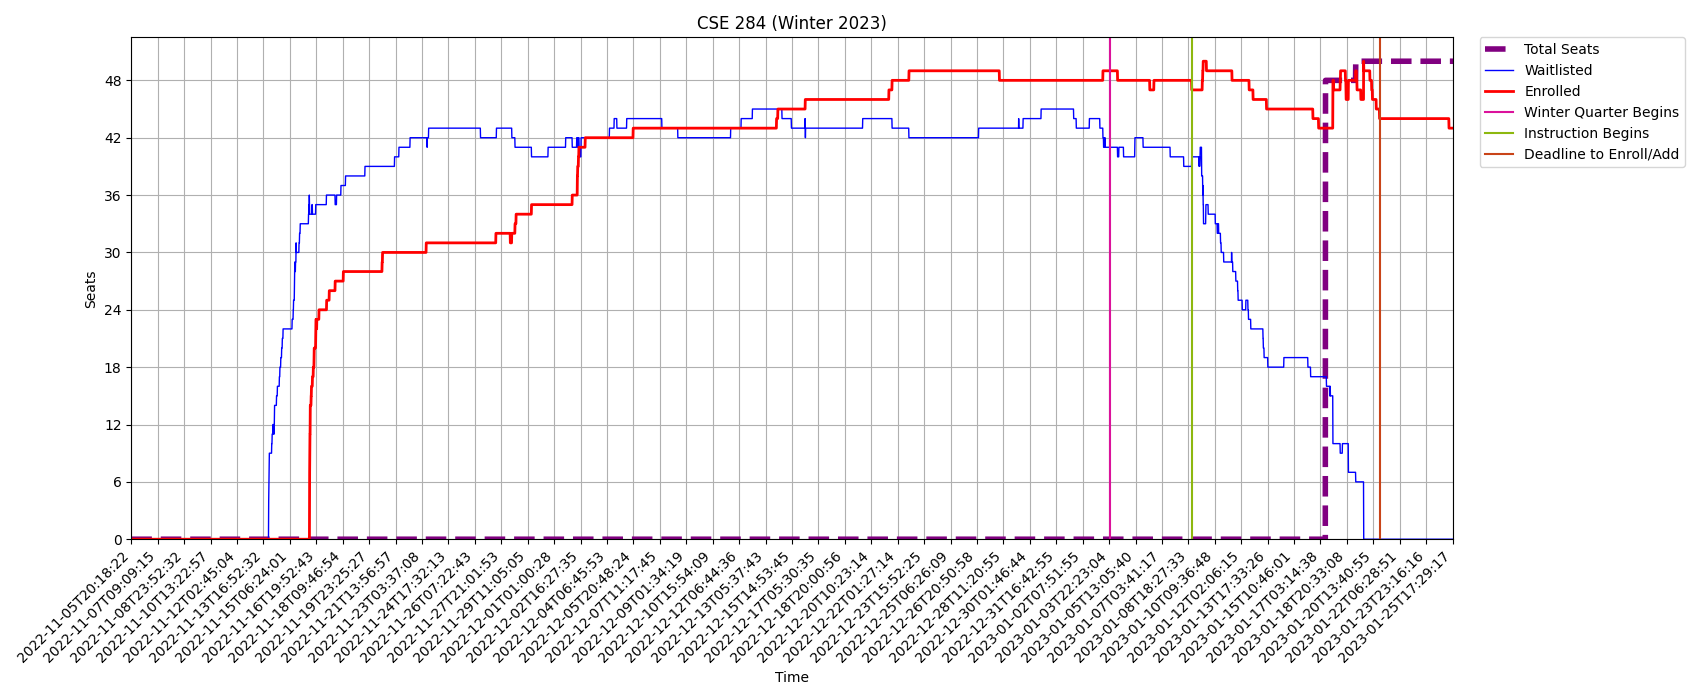 CSE 284 (Winter 2023)
Total Seats
Waitlisted
Enrolled
Winter Quarter Begins
Instruction Begins
Deadline to Enroll/Add
Seats
48
42
36
30
24
18
12
6
0
2022-11-05T20:18:22
2022-11-07T09:09:15
2022-11-08T23:52:32
2022-11-10T13:22:57
2022-11-12T02:45:04
2022-11-13T16:52:32
2022-11-15T06:24:01
2022-11-16T19:52:43
2022-11-18T09:46:54
2022-11-19T23:25:27
2022-11-21T13:56:57
2022-11-23T03:37:08
2022-11-24T17:32:13
2022-11-26T07:22:43
2022-11-27T21:01:53
2022-11-29T11:05:05
2022-12-01T01:00:28
2022-12-02T16:27:35
2022-12-04T06:45:53
2022-12-05T20:48:24
2022-12-07T11:17:45
2022-12-09T01:34:19
2022-12-10T15:54:09
2022-12-12T06:44:36
2022-12-13T05:37:43
2022-12-15T14:53:45
2022-12-17T05:30:35
2022-12-18T20:00:56
2022-12-20T10:23:14
2022-12-22T01:27:14
2022-12-23T15:52:25
2022-12-25T06:26:09
2022-12-26T20:50:58
2022-12-28T11:20:55
2022-12-30T01:46:44
2022-12-31T16:42:55
2023-01-02T07:51:55
2023-01-03T22:23:04
2023-01-05T13:05:40
2023-01-07T03:41:17
2023-01-08T18:27:33
2023-01-10T09:36:48
2023-01-12T02:06:15
2023-01-13T17:33:26
2023-01-15T10:46:01
2023-01-17T03:14:38
2023-01-18T20:33:08
2023-01-20T13:40:55
2023-01-22T06:28:51
2023-01-23T23:16:16
2023-01-25T17:29:17
Time